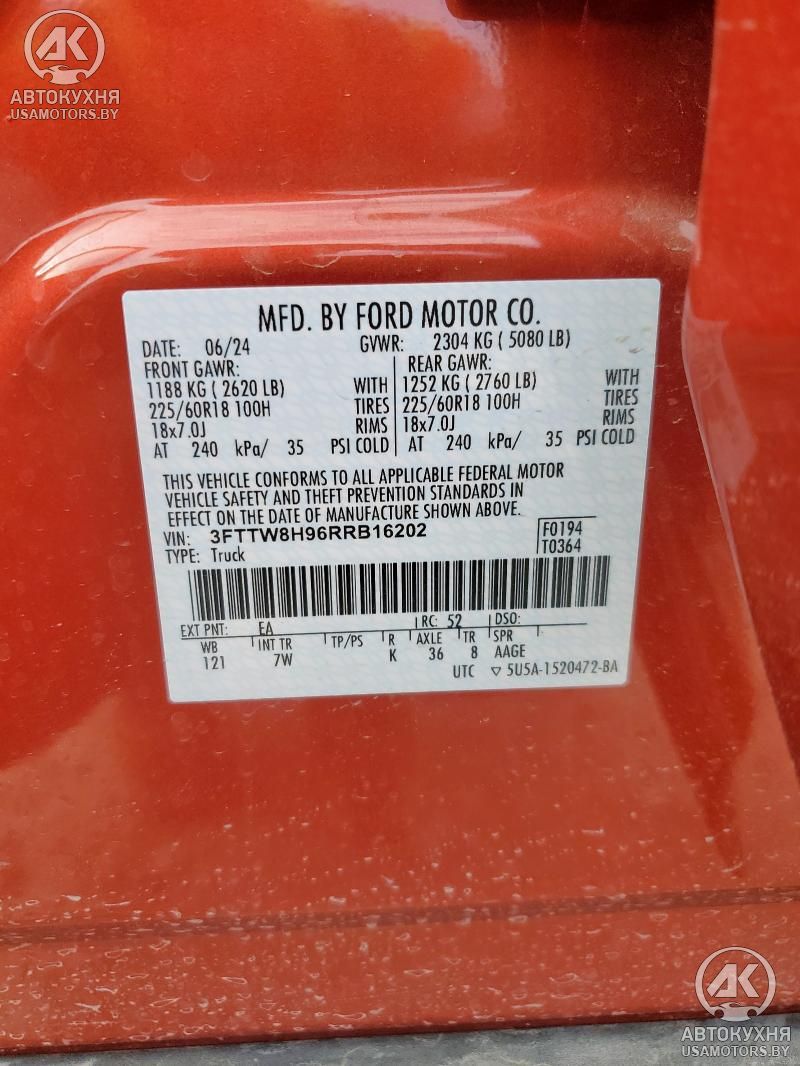 AK
АВТОКУХНЯ
USAMOTORS.BY
MFD. BY FORD MOTOR CO.
DATE: 06/24 GVWR: 2304 KG ( 5080 LB)
FRONT GAWR: REAR GAWR:
1188 KG ( 2620 LB) WITH 1252 KG ( 2760 LB) WITH
225/60R18 100H TIRES 225/60R18 100H TIRES
18x7.0J RIMS 18x7.0J RIMS
AT 240 kPa/ 35 PSI COLD AT 240 kPa/ 35 PSI COLD
THIS VEHICLE CONFORMS TO ALL APPLICABLE FEDERAL MOTOR
VEHICLE SAFETY AND THEFT PREVENTION STANDARDS IN
EFFECT ON THE DATE OF MANUFACTURE SHOWN ABOVE.
VIN: 3FTTW8H96RRB16202 F0194
TYPE: Truck T0364
EXT PNT: EA RC: 52 DSO:
WB INT TR TP/PS R AXLE TR SPR
121 7W K 36 8 AAGE
UTC ▽ 5U5A-1520472-BA
AK
АВТОКУХНЯ
USAMOTORS.BY